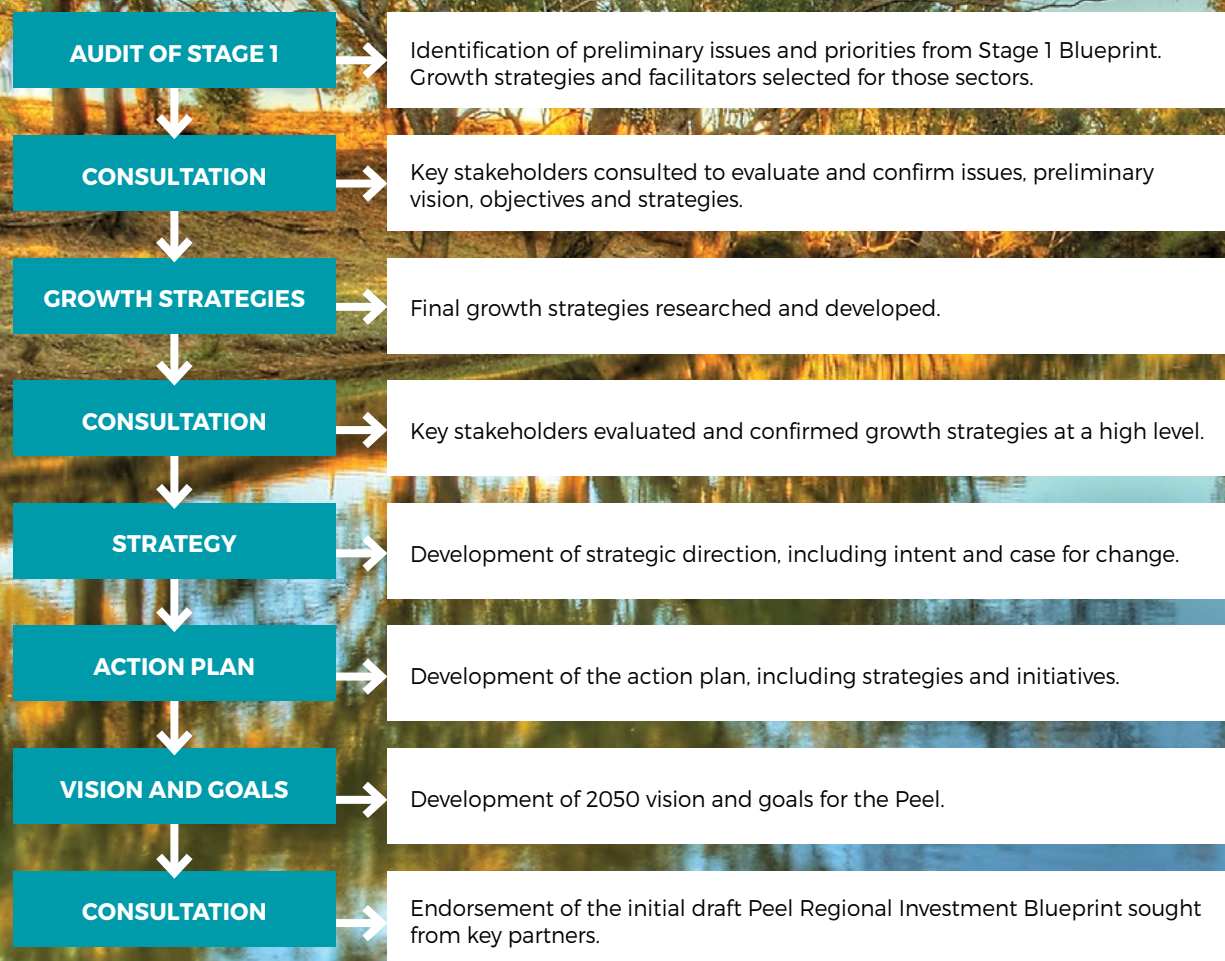 AUDIT OF STAGE 1
Identification of preliminary issues and priorities from Stage 1 Blueprint.
Growth strategies and facilitators selected for those sectors.
CONSULTATION
Key stakeholders consulted to evaluate and confirm issues, preliminary
vision, objectives and strategies.
GROWTH STRATEGIES
Final growth strategies researched and developed.
CONSULTATION
Key stakeholders evaluated and confirmed growth strategies at a high level.
STRATEGY
Development of strategic direction, including intent and case for change.
ACTION PLAN
Development of the action plan, including strategies and initiatives.
VISION AND GOALS
Development of 2050 vision and goals for the Peel.
CONSULTATION
Endorsement of the initial draft Peel Regional Investment Blueprint sought
from key partners.